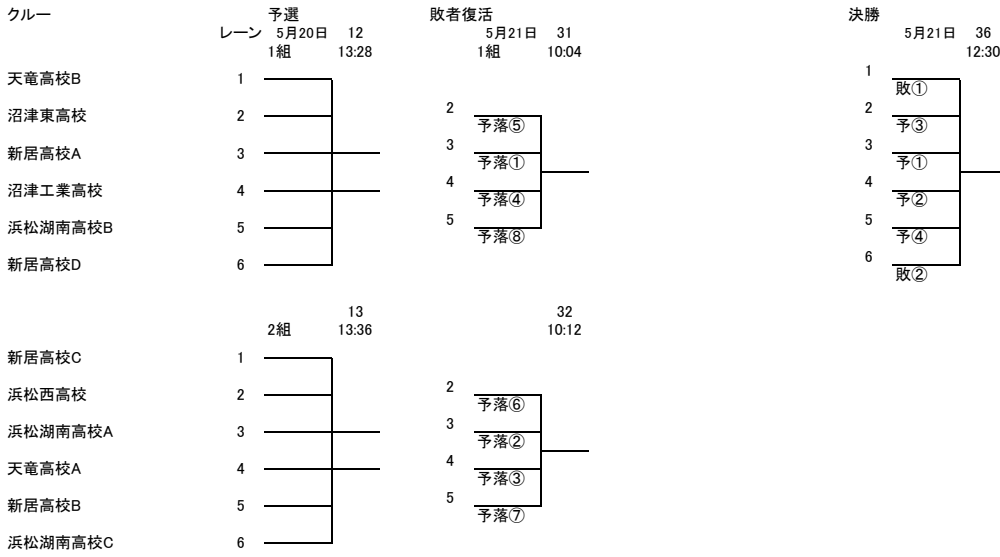 クルー 予選 敗者復活 決勝
レーン 5月20日 12 5月21日 31 5月21日 36
1組 13:28 1組 10:04 12:30
天竜高校B 1 1
敗①
沼津東高校 2 2 2
予落⑤ 予③
新居高校A 3 3 3
予落① 予①
沼津工業高校 4 4 4
予落④ 予②
浜松湖南高校B 5 5 5
予落⑧ 予④
新居高校D 6 6
敗②
13 32
2組 13:36 10:12
新居高校C 1
浜松西高校 2 2
予落⑥
浜松湖南高校A 3 3
予落②
天竜高校A 4 4
予落③
新居高校B 5 5
予落⑦
浜松湖南高校C 6